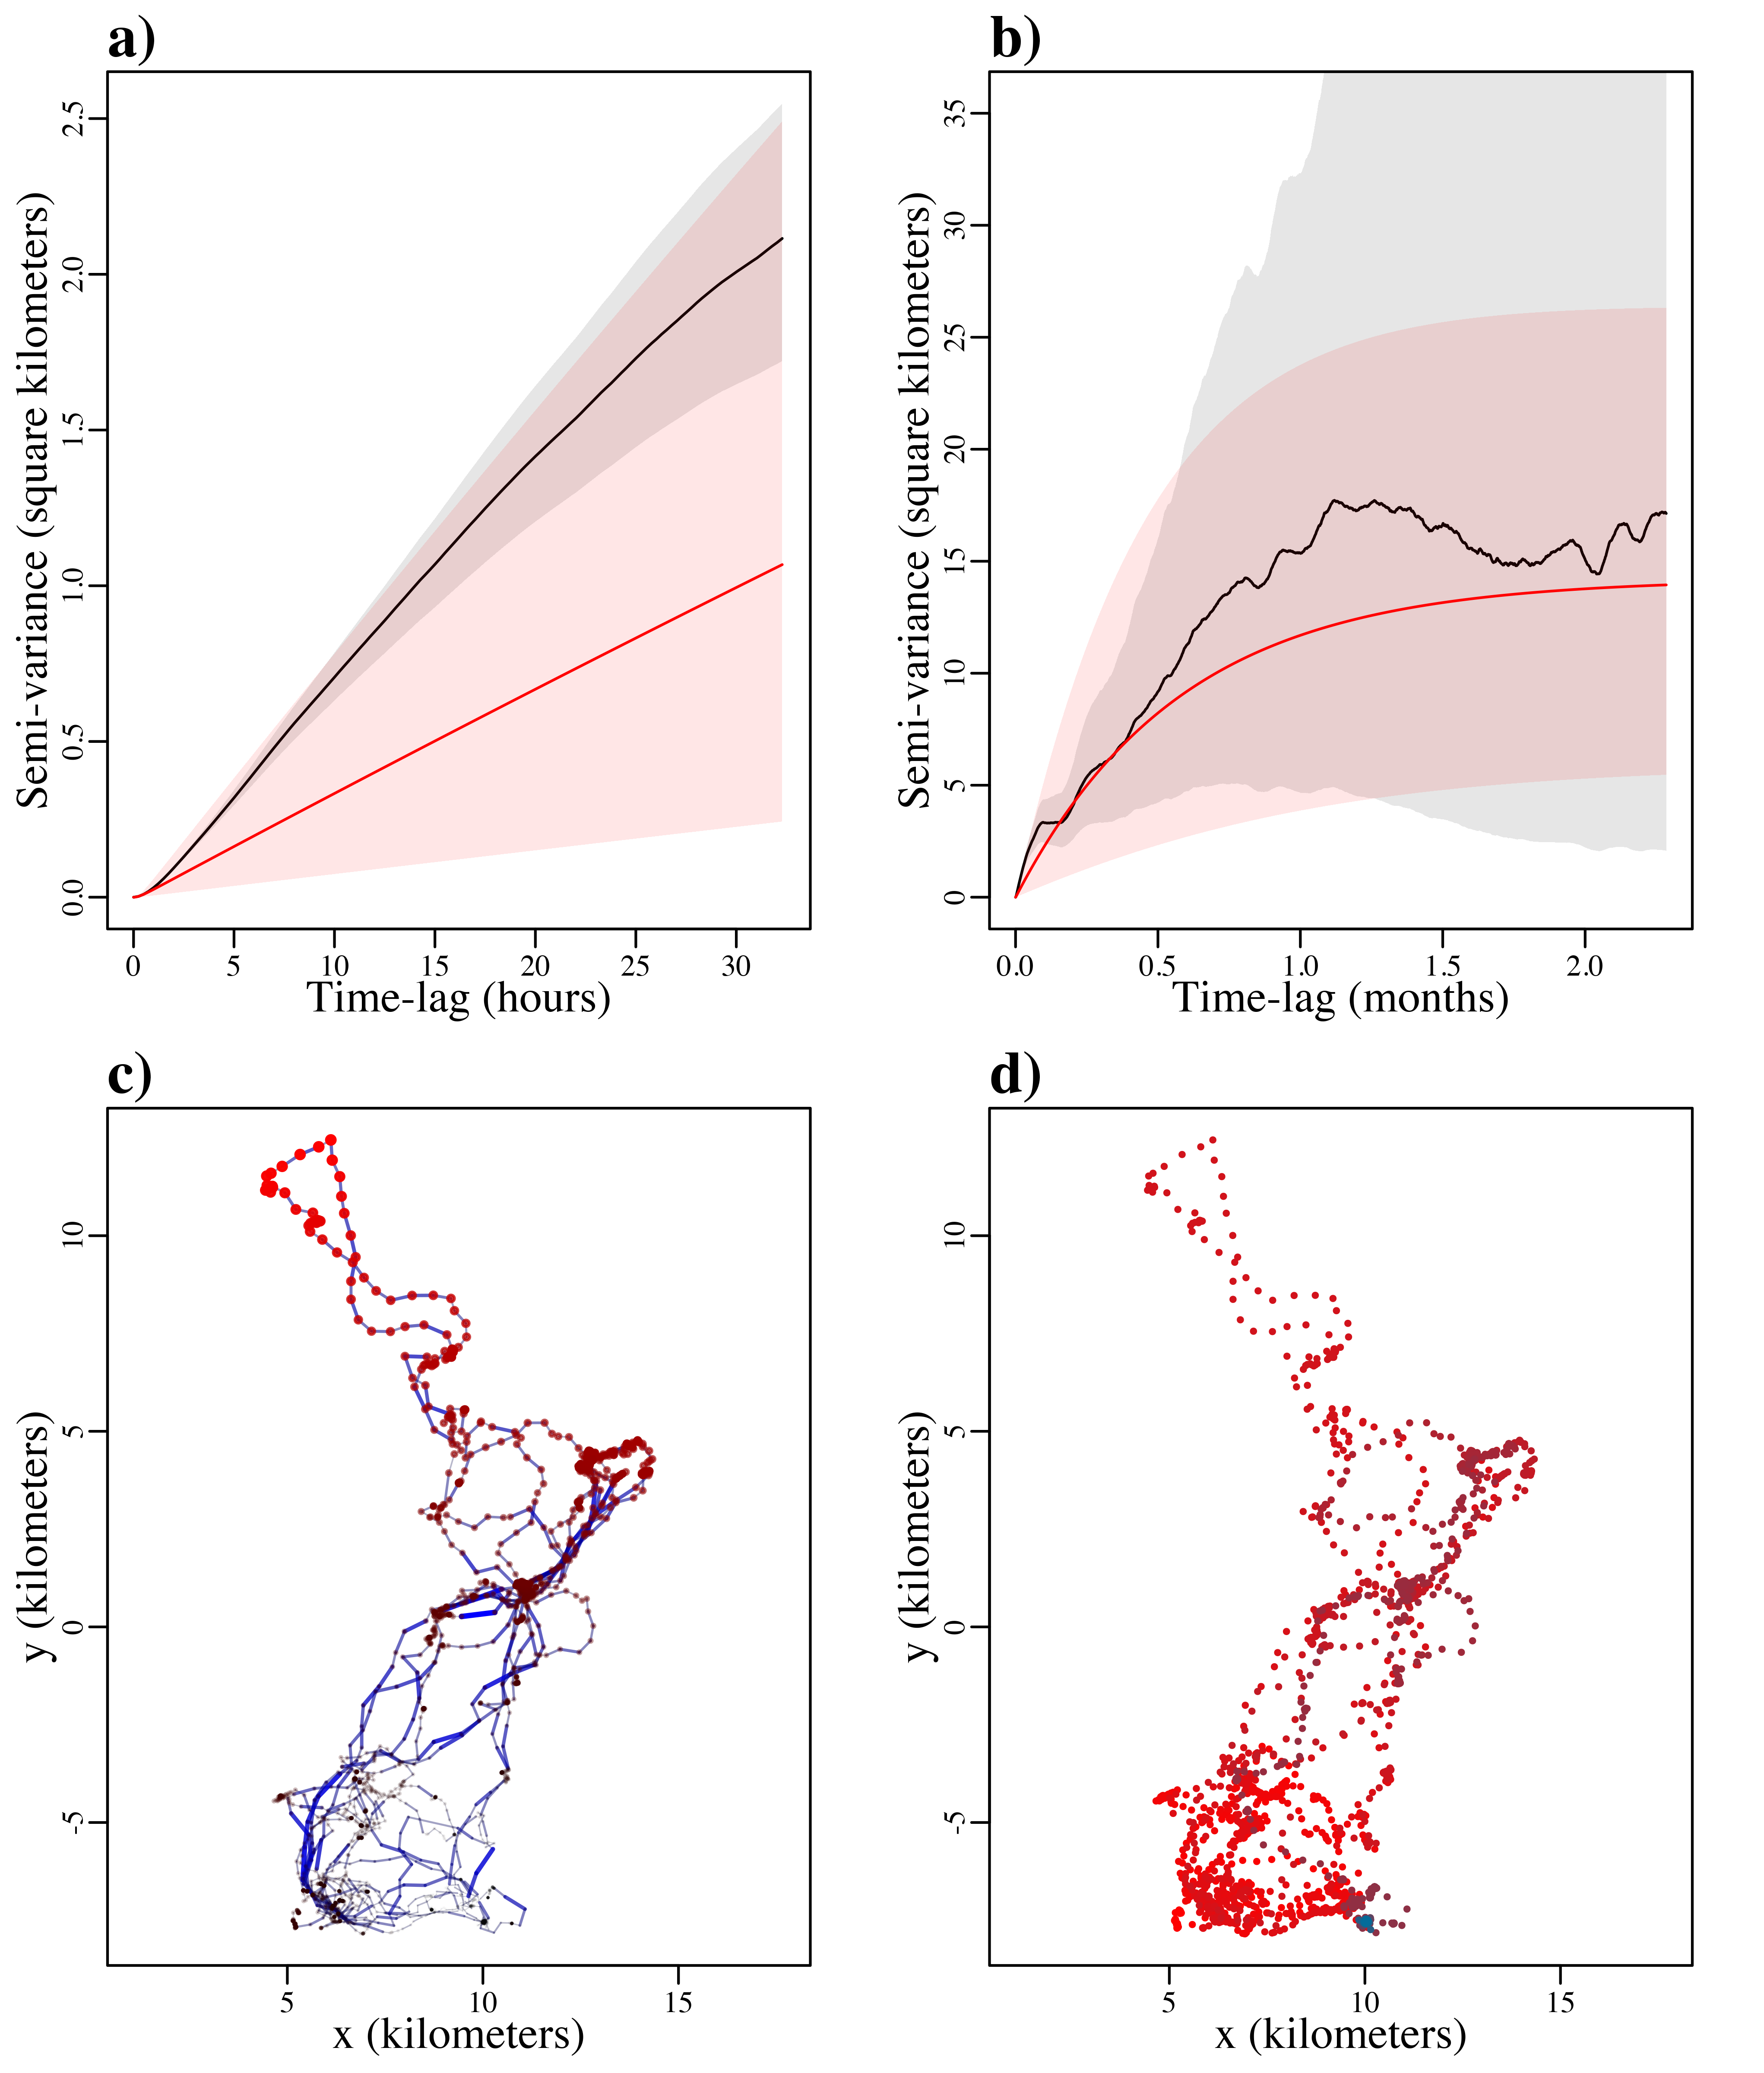 a)
Semi-variance (square kilometers)
0.0 0.5 1.0 1.5 2.0 2.5
0 5 10 15 20 25 30
Time-lag (hours)
b)
Semi-variance (square kilometers)
0 5 10 15 20 25 30 35
0.0 0.5 1.0 1.5 2.0
Time-lag (months)
c)
y (kilometers)
-5 0 5 10
5 10 15
x (kilometers)
d)
y (kilometers)
-5 0 5 10
5 10 15
x (kilometers)